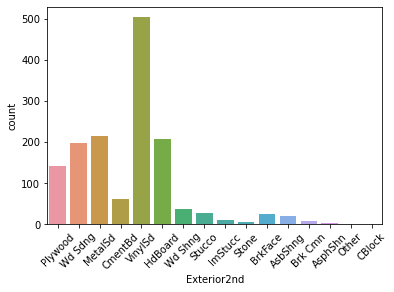 500
400
300
200
100
0
count
Plywood
Wd Sdng
MetalSd
CmentBd
VinylSd
HdBoard
Wd Shng
Stucco
ImStucc
Stone
BrkFace
AsbShng
Brk Cmn
AsphShn
Other
CBlock
Exterior2nd